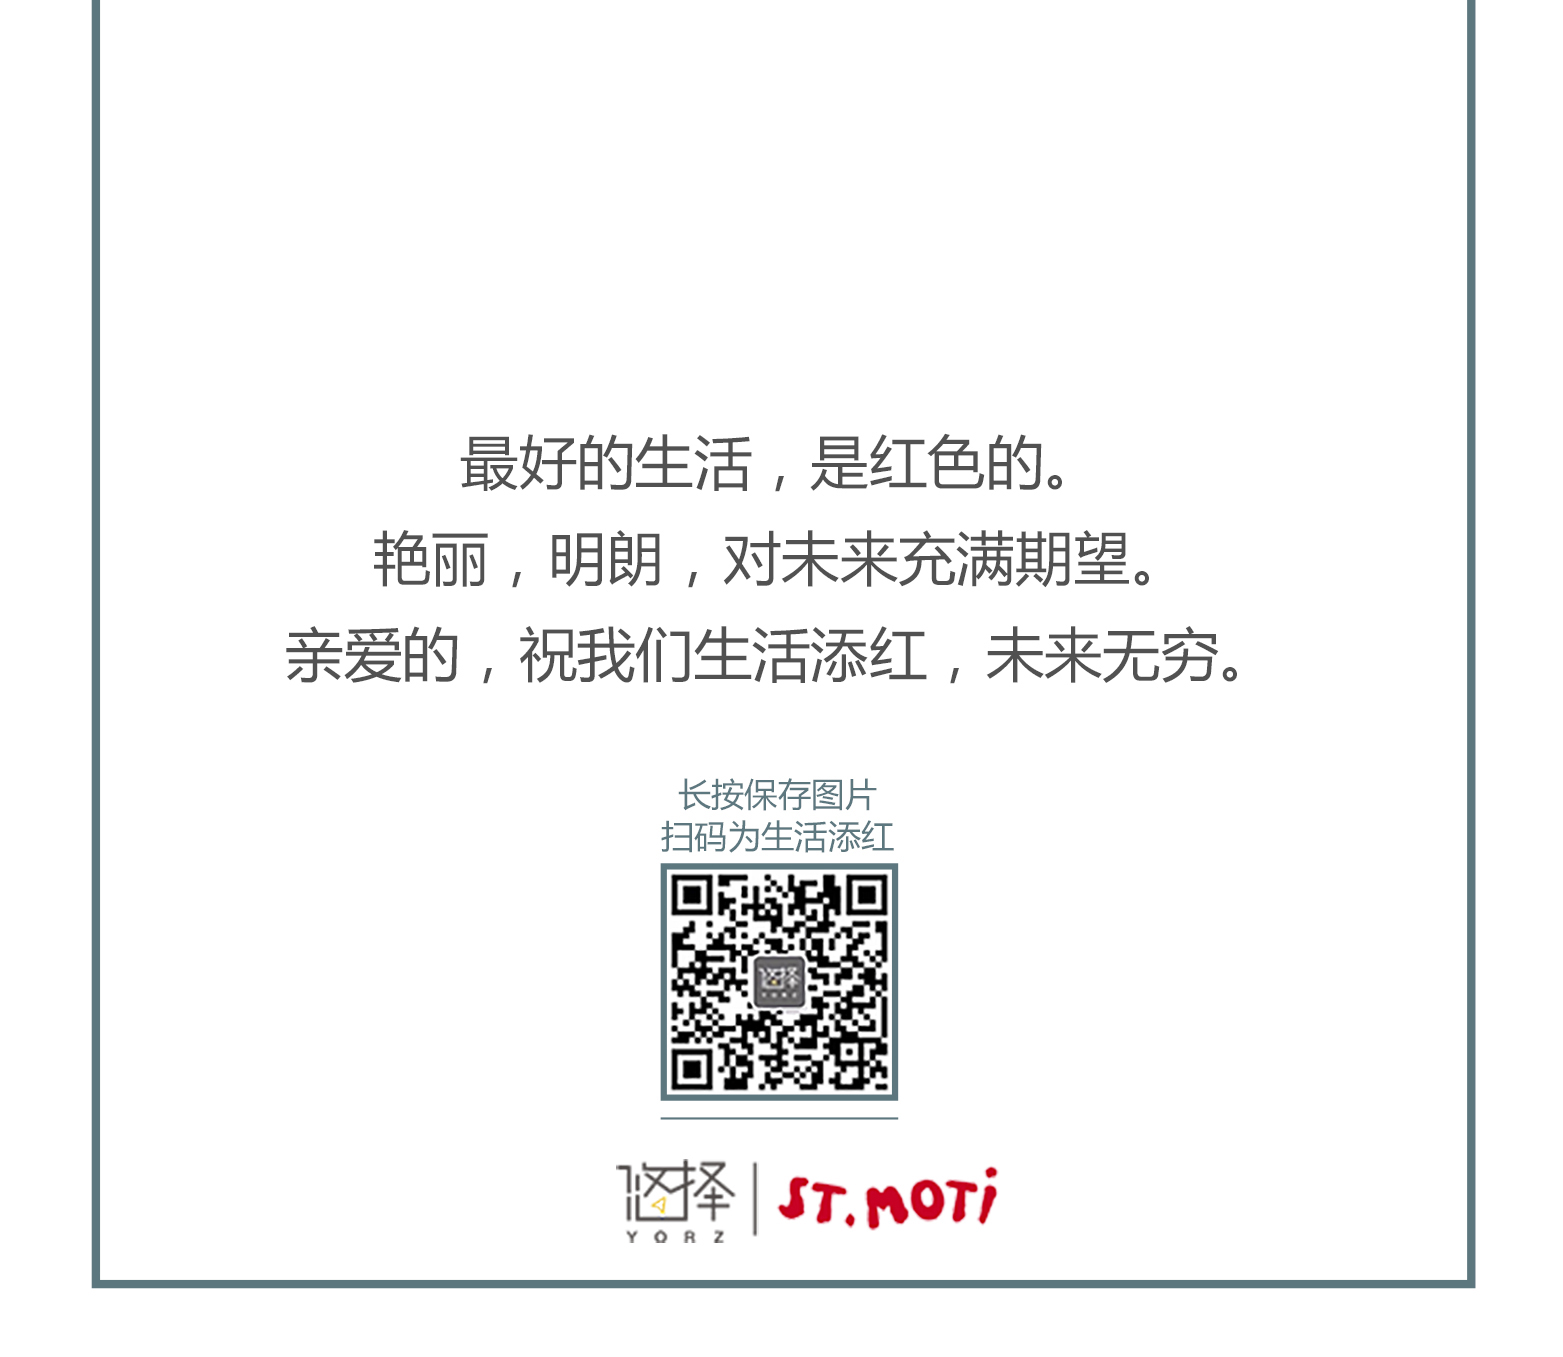 最好的生活，是红色的。
艳丽，明朗，对未来充满期望。
亲爱的，祝我们生活添红，未来无穷。
长按保存图片
扫码为生活添红
悠择
YORZ
ST.MOTi